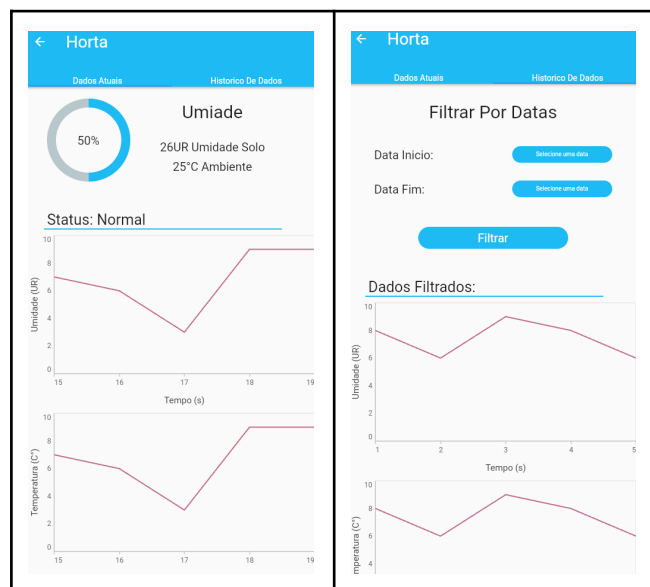 Horta
Dados Atuais Historico De Dados
50%
Umiade
26UR Umidade Solo
25°C Ambiente
Status: Normal
10
8
6
4
2
0
Umidade (UR)
15 16 17 18 19
Tempo (s)
10
8
6
4
2
0
Temperatura (C°)
15 16 17 18 19
Horta
Dados Atuais Historico De Dados
Filtrar Por Datas
Data Inicio: Selecione uma data
Data Fim: Selecione uma data
Filtrar
Dados Filtrados:
10
8
6
4
2
0
Umidade (UR)
1 2 3 4 5
Tempo (s)
10
8
6
4
mperatura (C°)